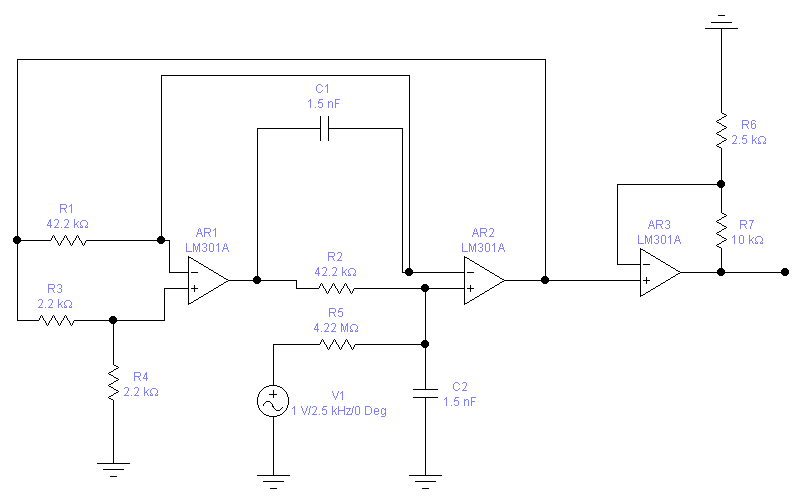 C1
1.5 nF
R6
2.5 kΩ
R1
42.2 kΩ
AR1
LM301A
AR2
LM301A
AR3
LM301A
R7
10 kΩ
R2
42.2 kΩ
R3
2.2 kΩ
R5
4.22 MΩ
R4
2.2 kΩ
V1
1 V/2.5 kHz/0 Deg
C2
1.5 nF